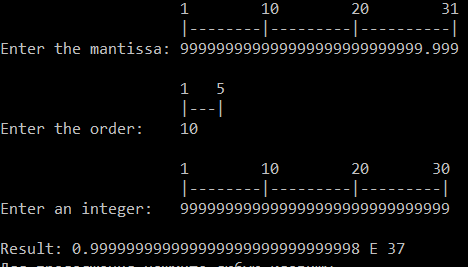 1 10 20 31
|--------|---------|----------|
Enter the mantissa: 999999999999999999999999999.999
1 5
|---|
Enter the order: 10
1 10 20 30
|--------|---------|---------|
Enter an integer: 999999999999999999999999999999
Result: 0.999999999999999999999999999998 E 37